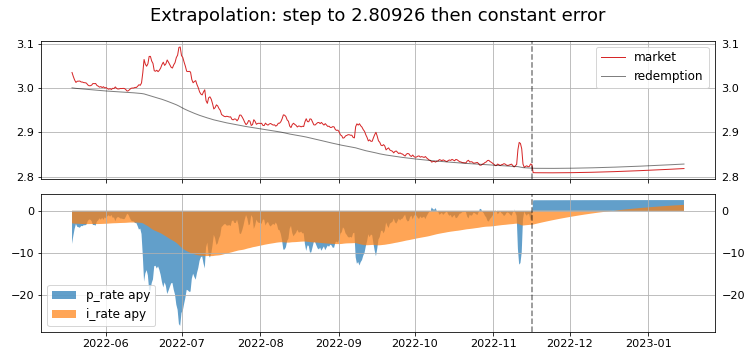 Extrapolation: step to 2.80926 then constant error
3.1
3.1
market
redemption
3.0
3.0
2.9
2.9
2.8
2.8
0
0
−10
−10
−20
−20
p_rate apy
i_rate apy
2022-06 2022-07 2022-08 2022-09 2022-10 2022-11 2022-12 2023-01